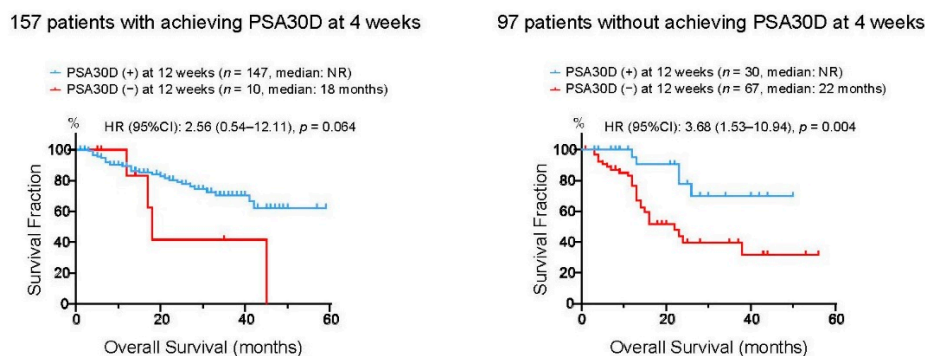 157 patients with achieving PSA30D at 4 weeks
PSA30D (+) at 12 weeks (n = 147, median: NR)
PSA30D (−) at 12 weeks (n = 10, median: 18 months)
% HR (95%CI): 2.56 (0.54–12.11), p = 0.064
100
80
60
40
20
0
Survival Fraction
0 20 40 60
Overall Survival (months)
97 patients without achieving PSA30D at 4 weeks
PSA30D (+) at 12 weeks (n = 30, median: NR)
PSA30D (−) at 12 weeks (n = 67, median: 22 months)
% HR (95%CI): 3.68 (1.53–10.94), p = 0.004
100
80
60
40
20
0
Survival Fraction
0 20 40 60
Overall Survival (months)